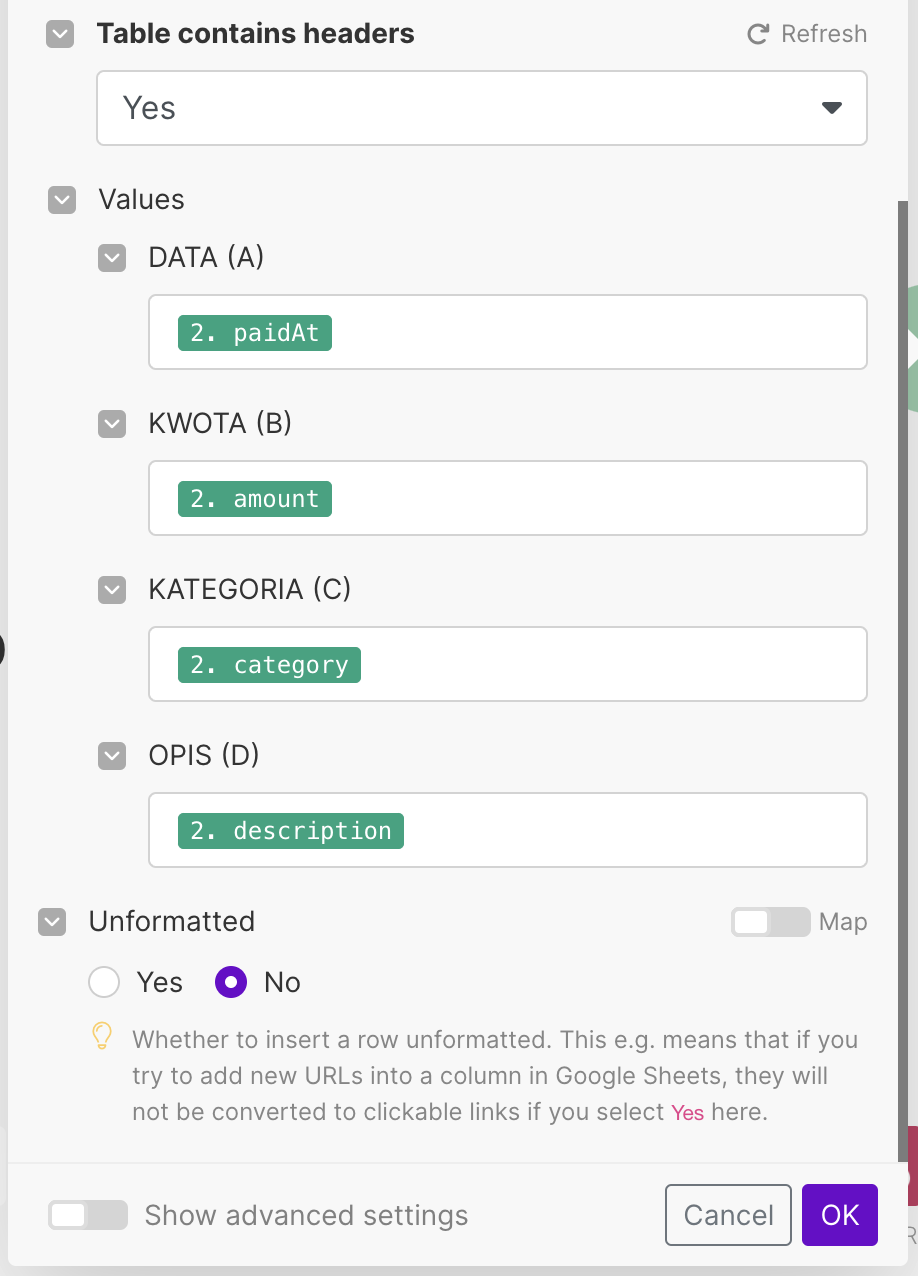 Table contains headers
Refresh
Yes
Values
DATA (A)
2. paidAt
KWOTA (B)
2. amount
KATEGORIA (C)
2. category
OPIS (D)
2. description
Unformatted
Map
Yes
No
Whether to insert a row unformatted. This e.g. means that if you
try to add new URLs into a column in Google Sheets, they will
not be converted to clickable links if you select Yes here.
Show advanced settings
Cancel
OK